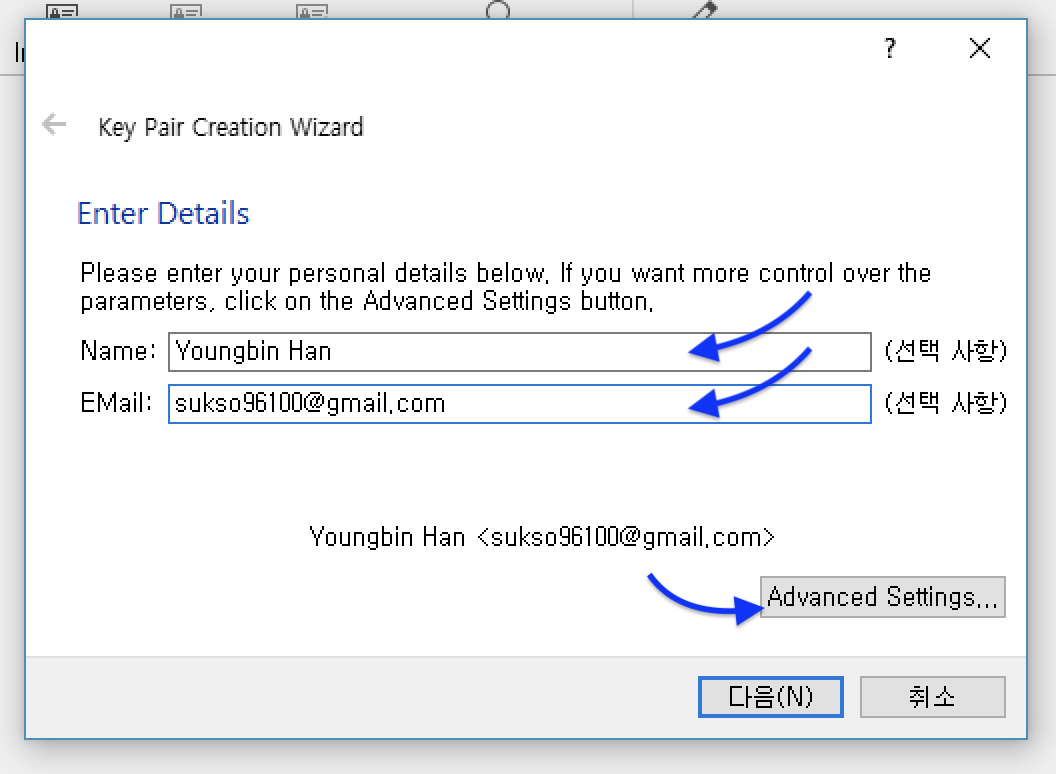 ?
Key Pair Creation Wizard
Enter Details
Please enter your personal details below. If you want more control over the
parameters, click on the Advanced Settings button.
Name: Youngbin Han (선택 사항)
EMail: sukso96100@gmail.com (선택 사항)
Youngbin Han <sukso96100@gmail.com>
Advanced Settings...
다음(N) 취소